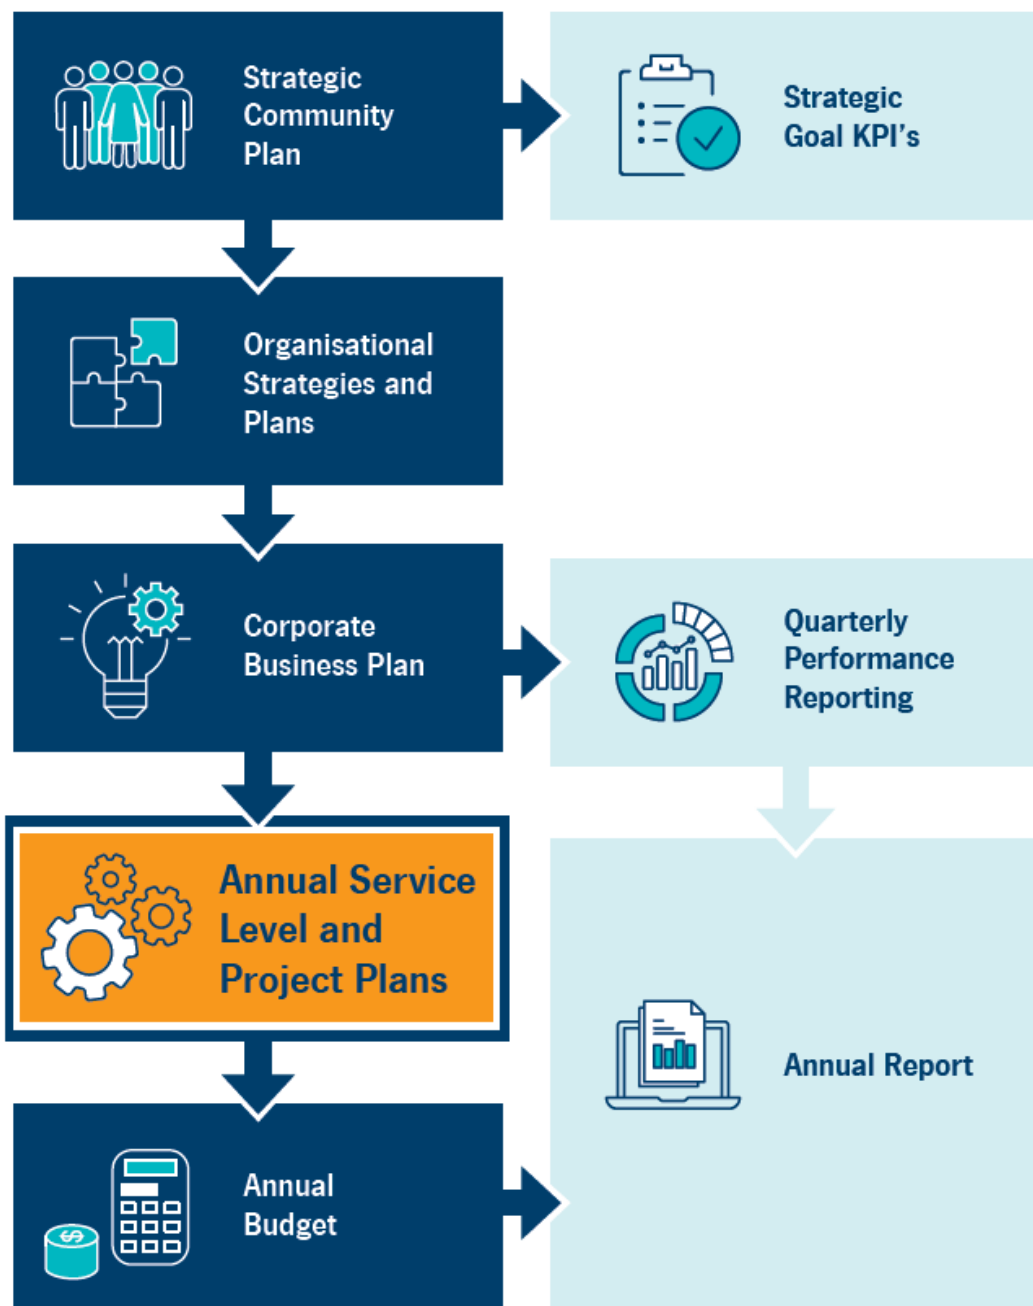 Strategic
Community
Plan
Strategic
Goal KPI's
Organisational
Strategies and
Plans
Corporate
Business Plan
Quarterly
Performance
Reporting
Annual Service
Level and
Project Plans
Annual Report
Annual
Budget
$